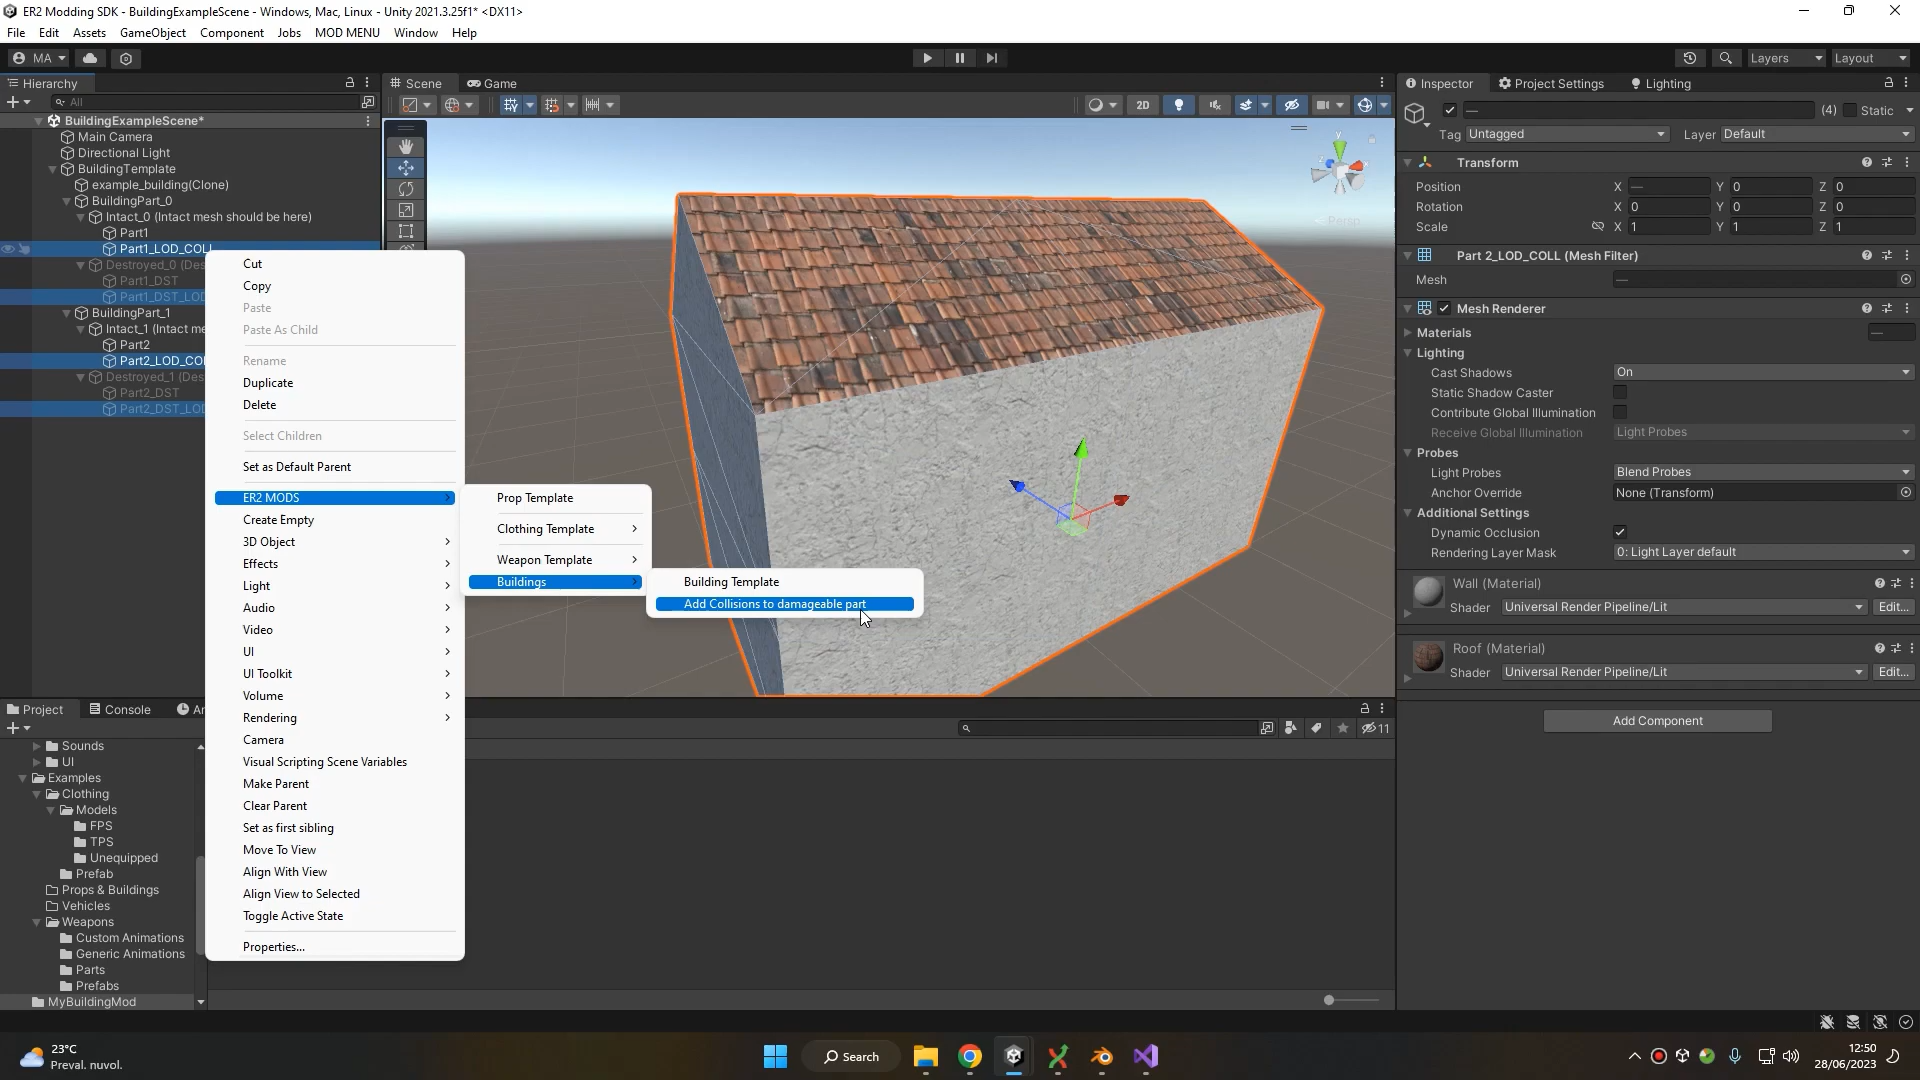 ER2 Modding SDK - BuildingExampleScene - Windows, Mac, Linux - Unity 2021.3.25f1* <DX11>
File Edit Assets GameObject Component Jobs MOD MENU Window Help
MA Layers Layout
Hierarchy
All
BuildingExampleScene*
Main Camera
Directional Light
BuildingTemplate
example_building(Clone)
BuildingPart_0
Intact_0 (Intact mesh should be here)
Part1
Part1_LOD_COLL
Destroyed_0 (Des
Part1_DST
Part1_DST_LOD
BuildingPart_1
Intact_1 (Intact me
Part2
Part2_LOD_COL
Destroyed_1 (Des
Part2_DST
Part2_DST_LOD
Scene Game
2D
y
Persp
Cut
Copy
Paste
Paste As Child
Rename
Duplicate
Delete
Select Children
Set as Default Parent
ER2 MODS
Create Empty
3D Object
Effects
Light
Audio
Video
UI
UI Toolkit
Volume
Rendering
Camera
Visual Scripting Scene Variables
Make Parent
Clear Parent
Set as first sibling
Move To View
Align With View
Align View to Selected
Toggle Active State
Properties...
Prop Template
Clothing Template
Weapon Template
Buildings
Building Template
Add Collisions to damageable part
Inspector Project Settings Lighting
— (4) Static
Tag Untagged Layer Default
Transform
Position X — Y 0 Z 0
Rotation X 0 Y 0 Z 0
Scale X 1 Y 1 Z 1
Part 2_LOD_COLL (Mesh Filter)
Mesh —
Mesh Renderer
Materials —
Lighting
Cast Shadows On
Static Shadow Caster
Contribute Global Illumination
Receive Global Illumination Light Probes
Probes
Light Probes Blend Probes
Anchor Override None (Transform)
Additional Settings
Dynamic Occlusion
Rendering Layer Mask 0: Light Layer default
Wall (Material)
Shader Universal Render Pipeline/Lit Edit...
Roof (Material)
Shader Universal Render Pipeline/Lit Edit...
Add Component
Project Console An
11
Sounds
UI
Examples
Clothing
Models
FPS
TPS
Unequipped
Prefab
Props & Buildings
Vehicles
Weapons
Custom Animations
Generic Animations
Parts
Prefabs
MyBuildingMod
23°C
Preval. nuvol.
Search
12:50
28/06/2023